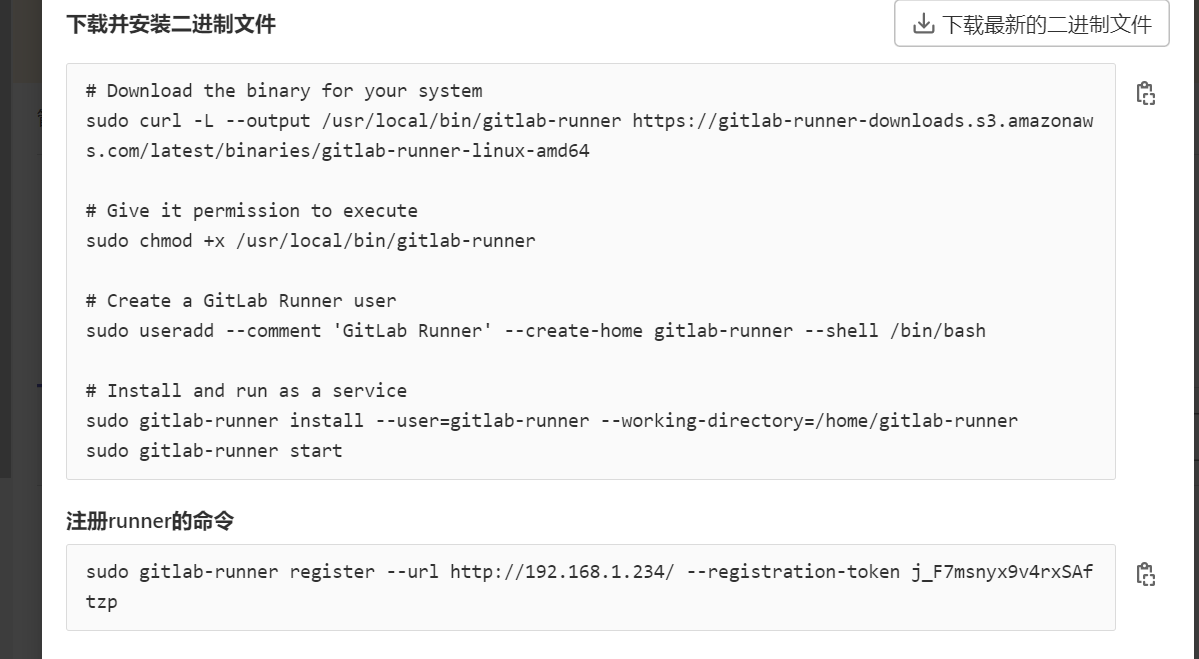 下载并安装二进制文件
下载最新的二进制文件
# Download the binary for your system
sudo curl -L --output /usr/local/bin/gitlab-runner https://gitlab-runner-downloads.s3.amazonaw
s.com/latest/binaries/gitlab-runner-linux-amd64
# Give it permission to execute
sudo chmod +x /usr/local/bin/gitlab-runner
# Create a GitLab Runner user
sudo useradd --comment 'GitLab Runner' --create-home gitlab-runner --shell /bin/bash
# Install and run as a service
sudo gitlab-runner install --user=gitlab-runner --working-directory=/home/gitlab-runner
sudo gitlab-runner start
注册runner的命令
sudo gitlab-runner register --url http://192.168.1.234/ --registration-token j_F7msnyx9v4rxSAf
tzp